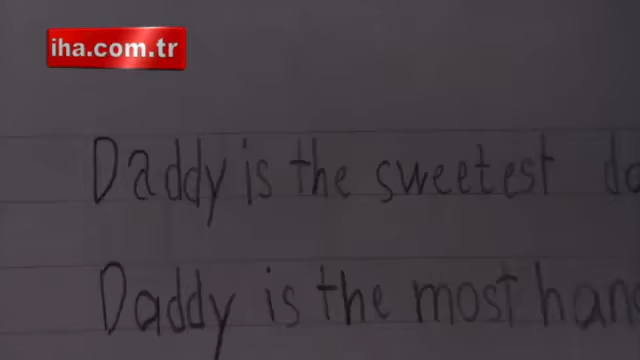 iha.com.tr
Daddy is the sweetest
Daddy is the most